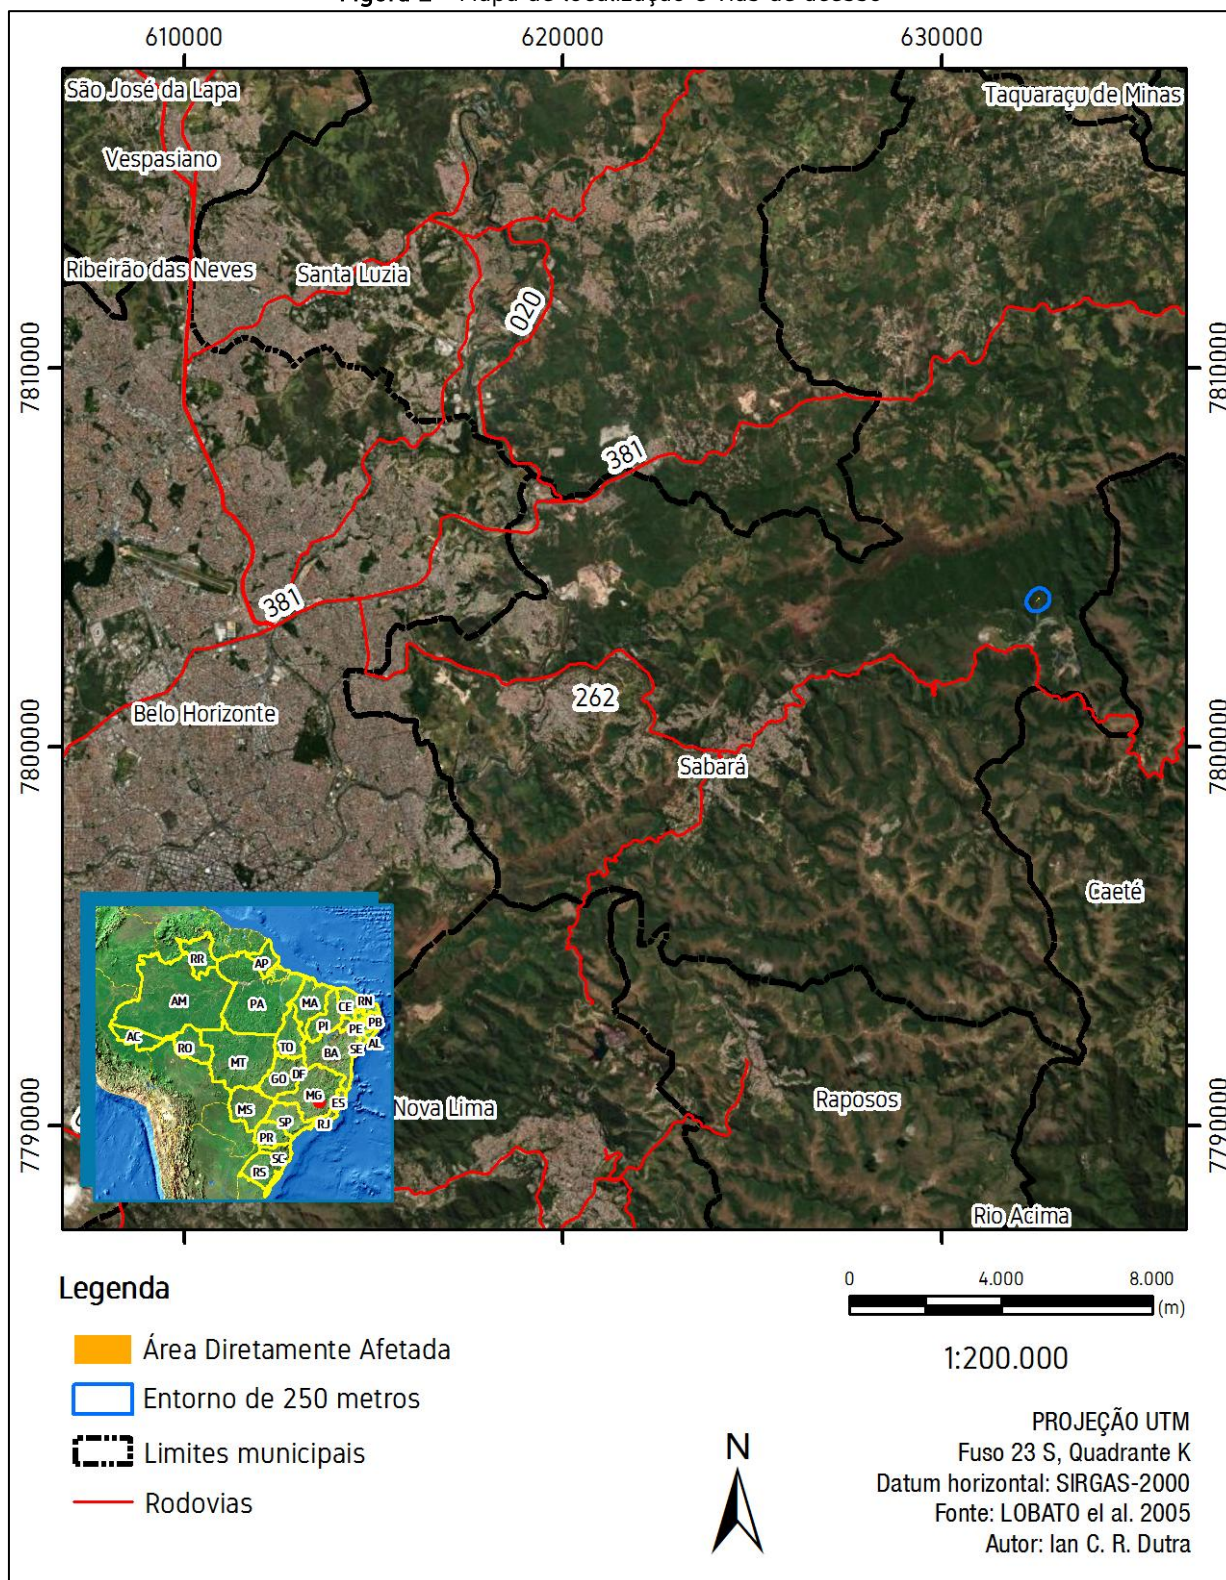 610000
620000
630000
São José da Lapa
Taquaraçu de Minas
Vespasiano
Ribeirão das Neves
Santa Luzia
020
7810000
7810000
381
381
262
Belo Horizonte
7800000
7800000
Sabará
Caeté
RR
AP
AM
PA
MA
CE
RN
PI
PE
PB
AC
RO
TO
SE
AL
MT
BA
GO
DF
MG
ES
MS
SP
RJ
PR
SC
RS
Nova Lima
Raposos
7790000
7790000
Rio Acima
Legenda
Área Diretamente Afetada
Entorno de 250 metros
Limites municipais
Rodovias
0 4.000 8.000
(m)
1:200.000
N
PROJEÇÃO UTM
Fuso 23 S, Quadrante K
Datum horizontal: SIRGAS-2000
Fonte: LOBATO el al. 2005
Autor: Ian C. R. Dutra